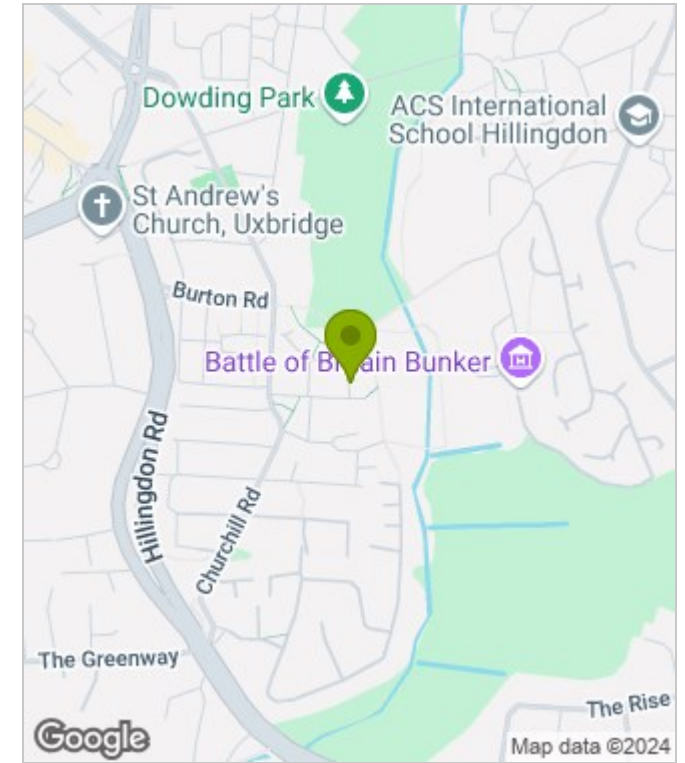 Dowding Park
ACS International
School Hillingdon
St Andrew's
Church, Uxbridge
Burton Rd
Battle of Britain Bunker
Hillingdon Rd
Churchill Rd
The Greenway
The Rise
Google
Map data ©2024